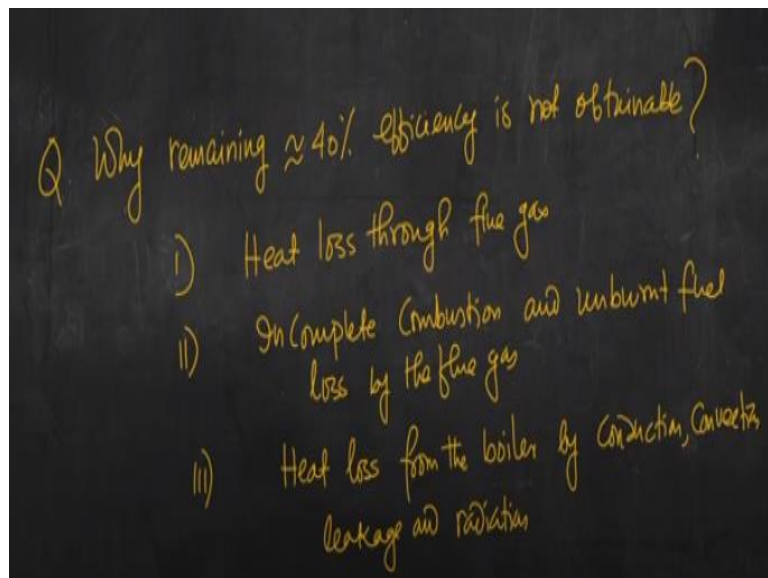 Q. Why remaining ≈ 40% efficiency is not obtainable?
I) Heat loss through flue gas
II) Incomplete Combustion and unburnt fuel
loss by the flue gas
III) Heat loss from the boiler by Conduction, Convection,
leakage and radiation